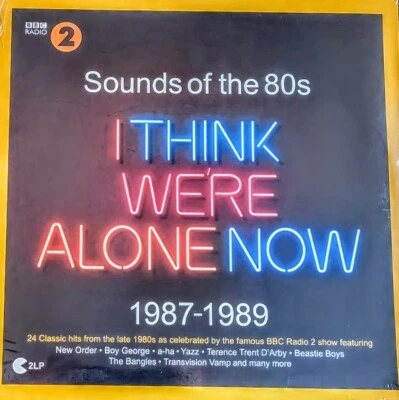 BBC
RADIO 2
Sounds of the 80s
I THINK
WE'RE
ALONE NOW
1987-1989
24 Classic hits from the late 1980s as celebrated by the famous BBC Radio 2 show featuring
New Order • Boy George • a-ha • Yazz • Terence Trent D'Arby • Beastie Boys
The Bangles • Transvision Vamp and many more
2LP